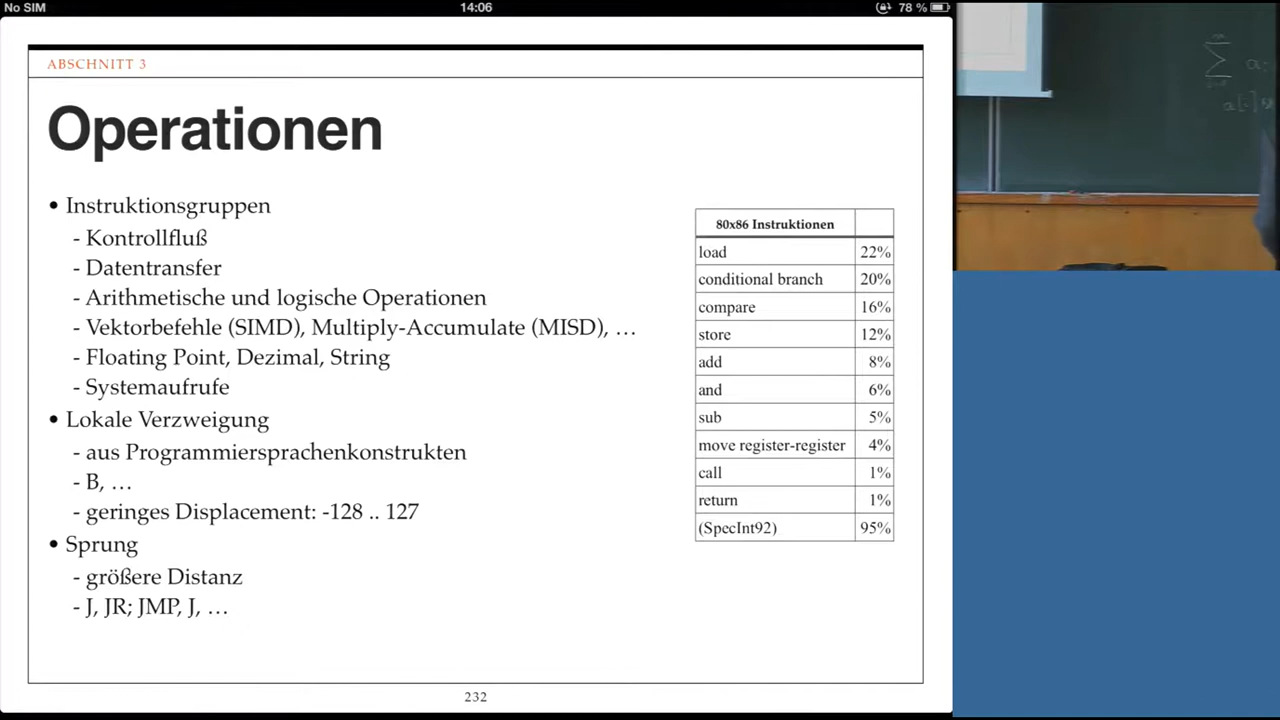 No SIM 14:06 78 %
ABSCHNITT 3
Operationen
• Instruktionsgruppen
- Kontrollfluß
- Datentransfer
- Arithmetische und logische Operationen
- Vektorbefehle (SIMD), Multiply-Accumulate (MISD), …
- Floating Point, Dezimal, String
- Systemaufrufe
• Lokale Verzweigung
- aus Programmiersprachenkonstrukten
- B, …
- geringes Displacement: -128 .. 127
• Sprung
- größere Distanz
- J, JR; JMP, J, …
80x86 Instruktionen
load 22%
conditional branch 20%
compare 16%
store 12%
add 8%
and 6%
sub 5%
move register-register 4%
call 1%
return 1%
(SpecInt92) 95%
232